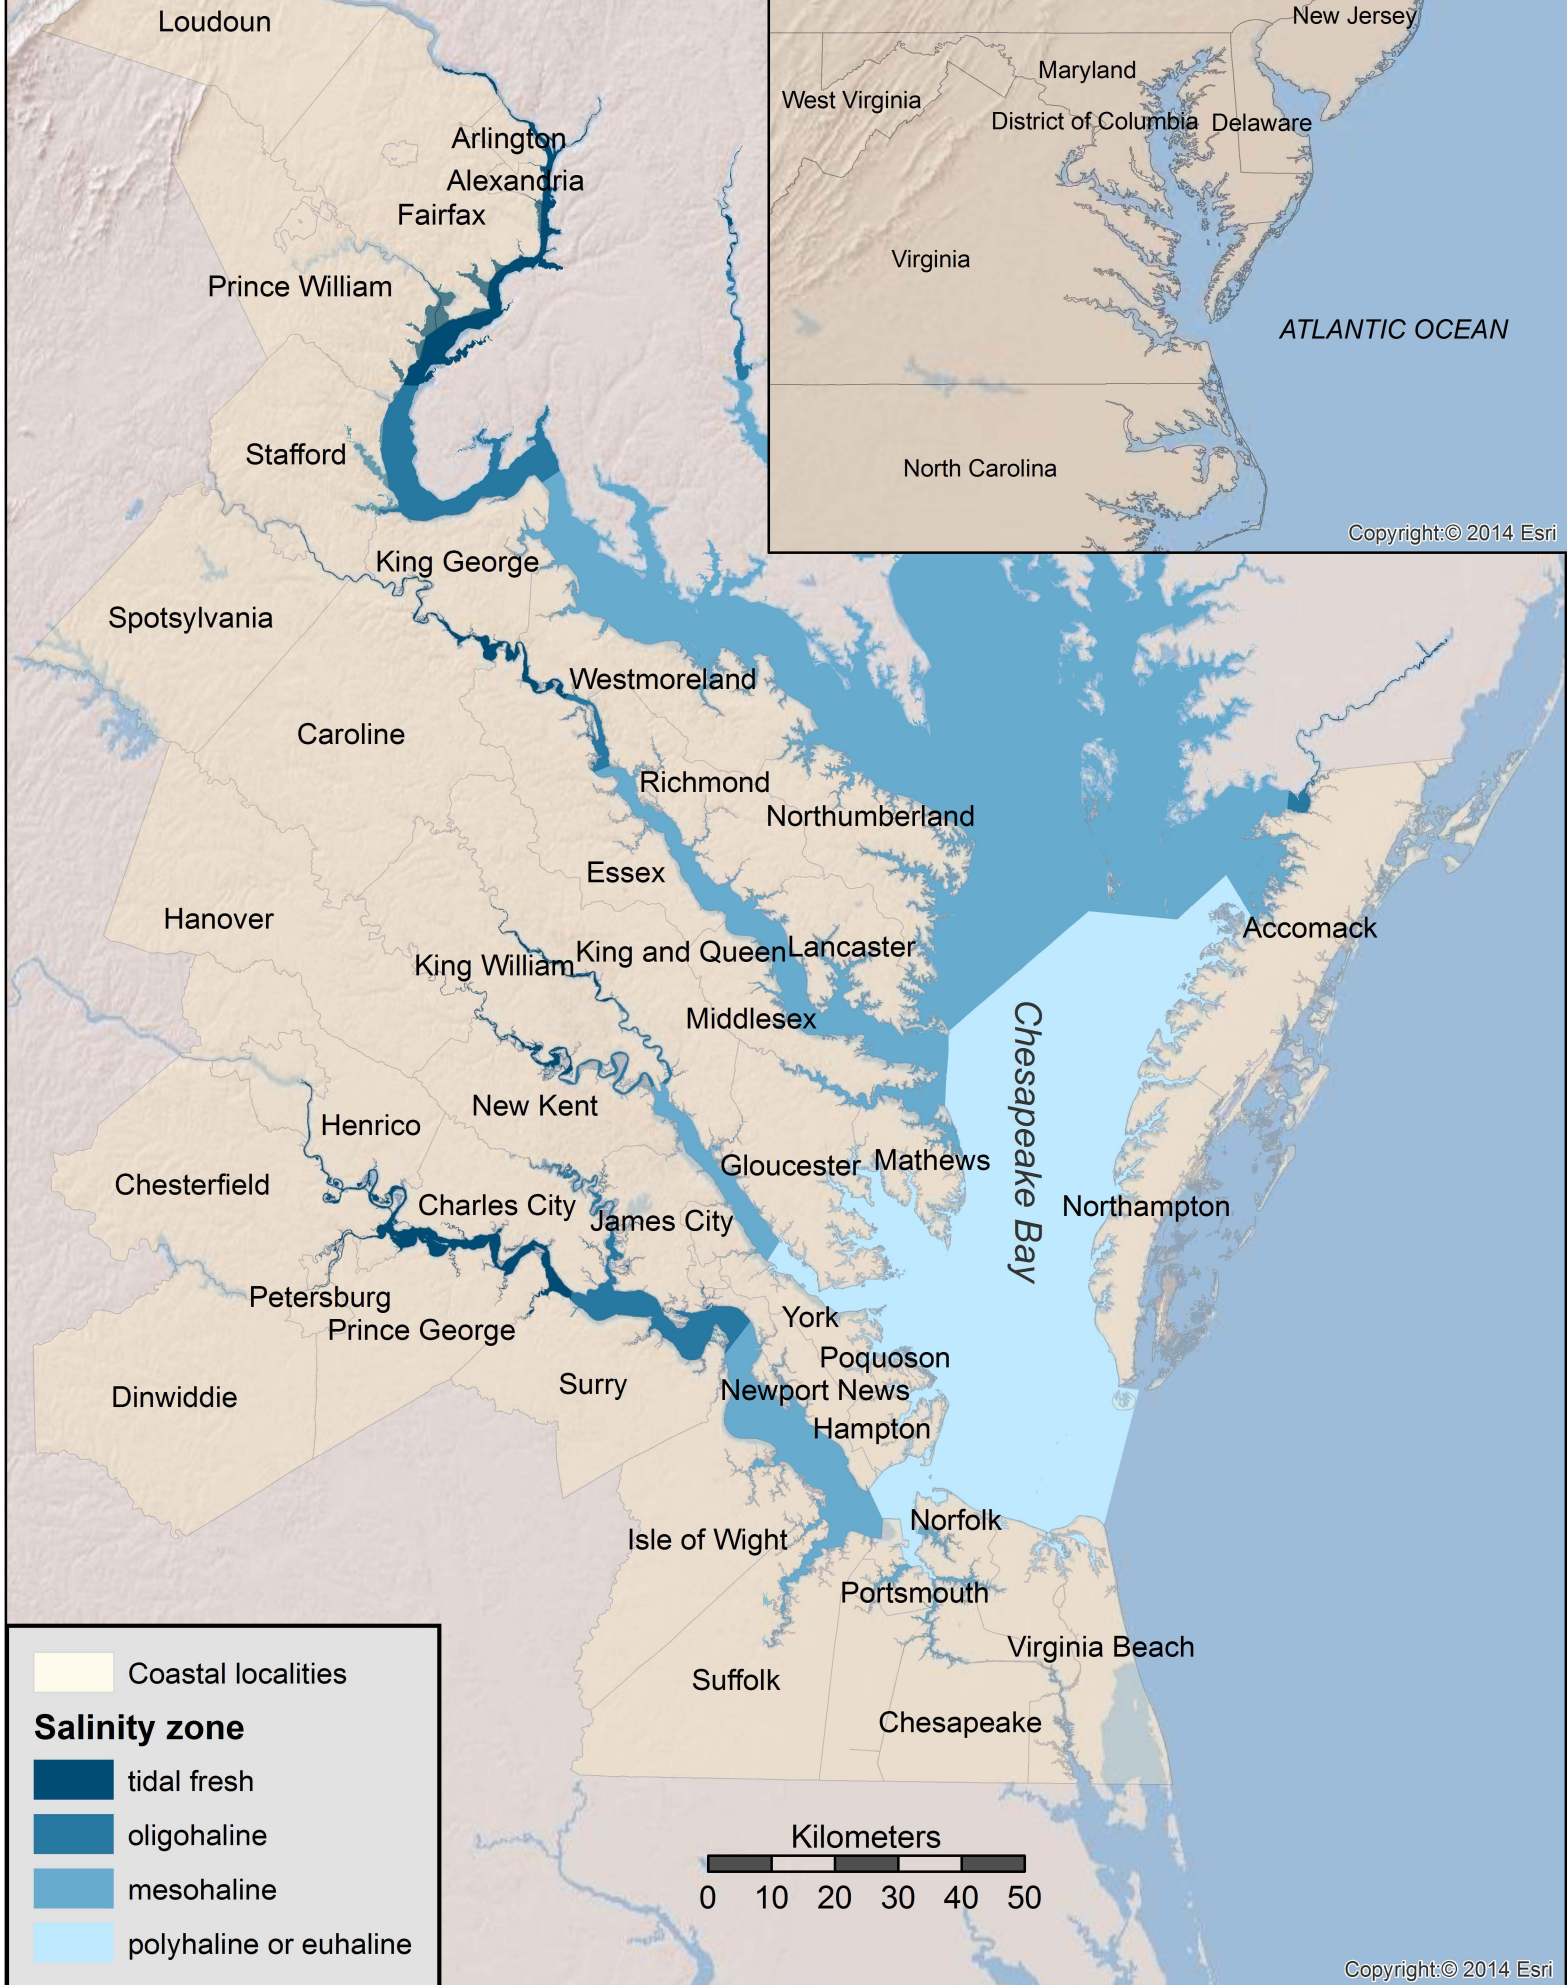 Loudoun
New Jersey
Maryland
West Virginia
District of Columbia
Delaware
Arlington
Alexandria
Fairfax
Virginia
Prince William
ATLANTIC OCEAN
Stafford
North Carolina
Copyright:© 2014 Esri
King George
Spotsylvania
Westmoreland
Caroline
Richmond
Northumberland
Essex
Hanover
Accomack
King William
King and Queen
Lancaster
Middlesex
Chesapeake Bay
New Kent
Henrico
Gloucester
Mathews
Chesterfield
Charles City
James City
Northampton
Petersburg
Prince George
York
Poquoson
Surry
Newport News
Dinwiddie
Hampton
Norfolk
Isle of Wight
Portsmouth
Virginia Beach
Suffolk
Chesapeake
Coastal localities
Salinity zone
tidal fresh
oligohaline
mesohaline
polyhaline or euhaline
Kilometers
0 10 20 30 40 50
Copyright:© 2014 Esri